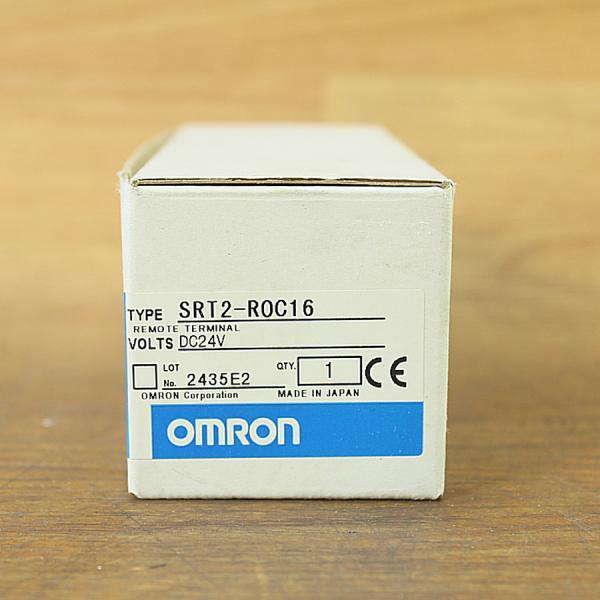 TYPE SRT2-ROC16
REMOTE TERMINAL
VOLTS DC24V
LOT No. 2435E2 QTY. 1 CE
OMRON Corporation MADE IN JAPAN
OMRON